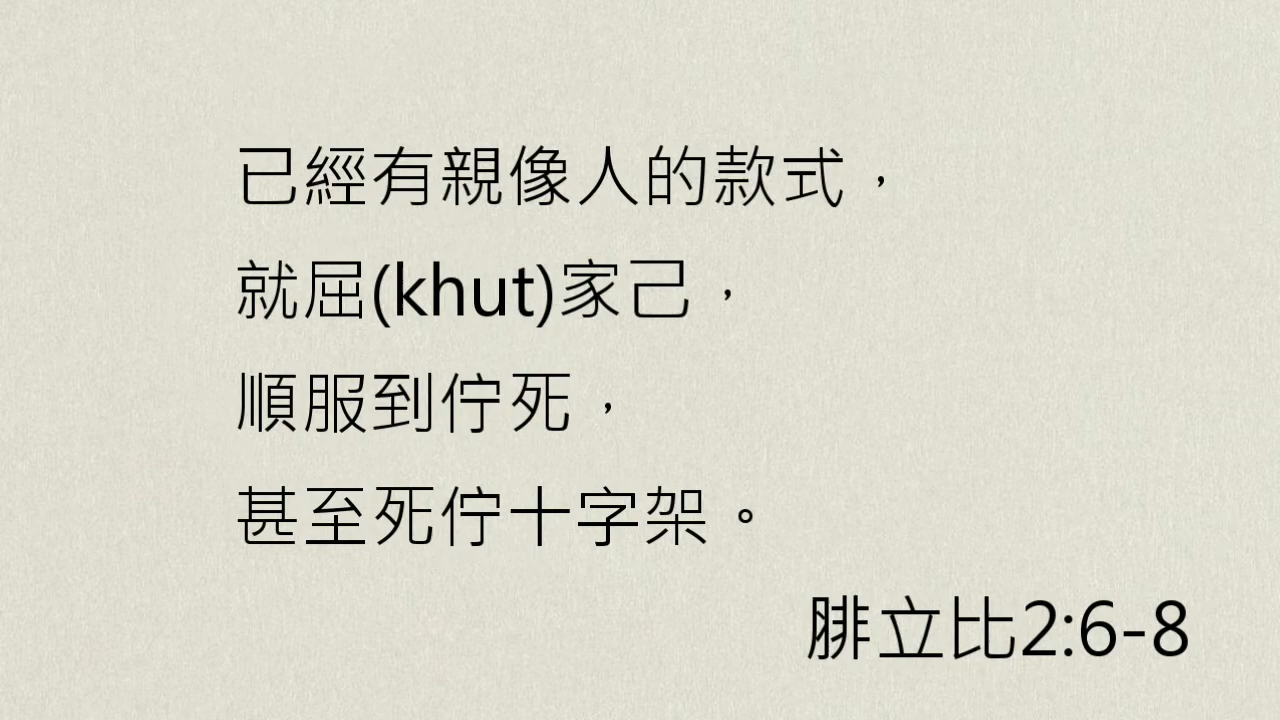 已經有親像人的款式，
就屈(khut)家己，
順服到佇死，
甚至死佇十字架。
腓立比2:6-8